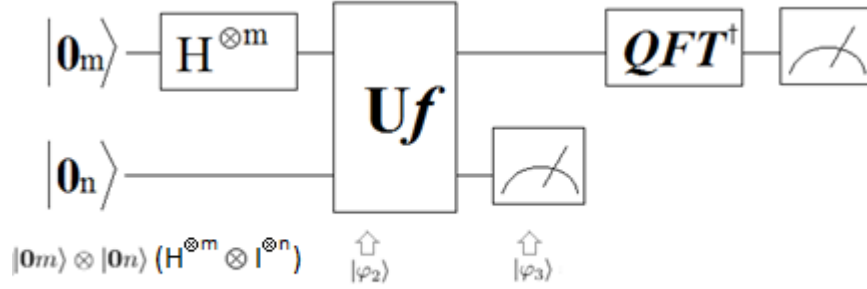 |0m⟩ H⊗m Uf QFT†
|0n⟩
|0m⟩ ⊗ |0n⟩ (H⊗m ⊗ I⊗n) |φ2⟩ |φ3⟩